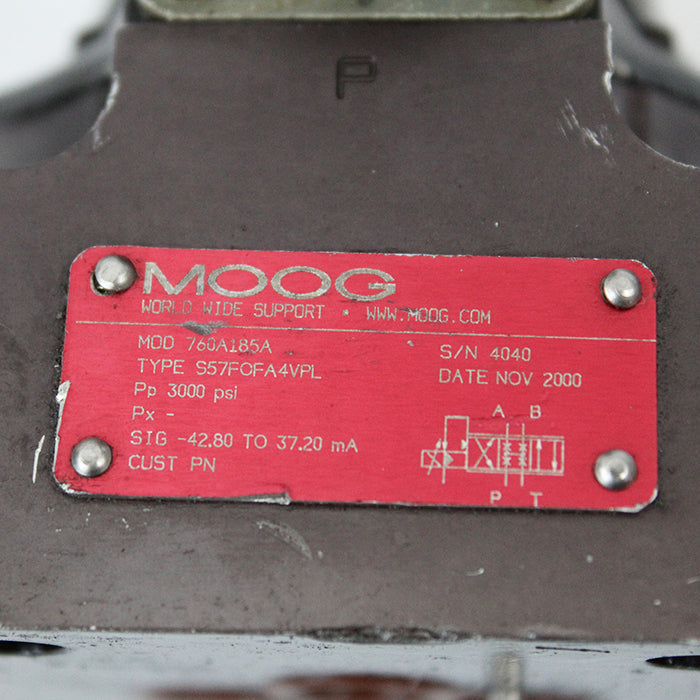 P
MOOG
WORLD WIDE SUPPORT • WWW.MOOG.COM
MOD 760A185A
S/N 4040
TYPE S57FOFA4VPL
DATE NOV 2000
Pp 3000 psi
Px -
SIG -42.80 TO 37.20 mA
CUST PN
A B
P T